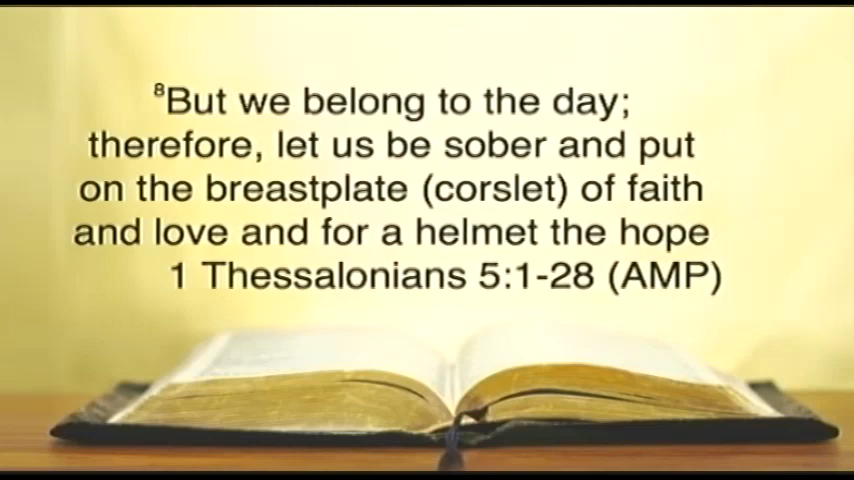 ⁸But we belong to the day;
therefore, let us be sober and put
on the breastplate (corslet) of faith
and love and for a helmet the hope
1 Thessalonians 5:1-28 (AMP)